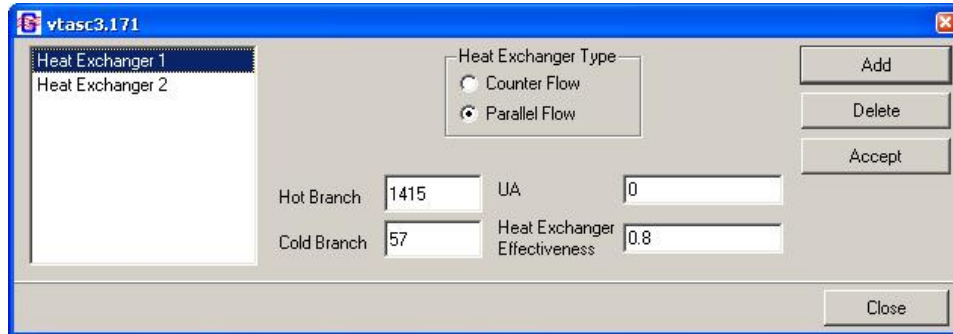 vtasc3.171
Heat Exchanger 1
Heat Exchanger 2
Heat Exchanger Type
Counter Flow
Parallel Flow
Add
Delete
Accept
Hot Branch 1415 UA 0
Cold Branch 57 Heat Exchanger
Effectiveness 0.8
Close